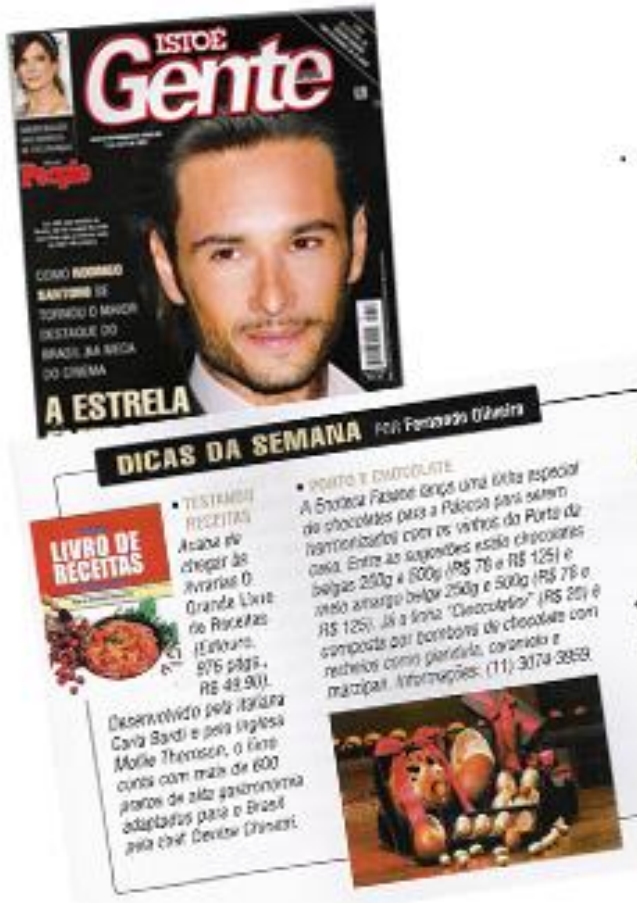 ISTOÉ
Gente
People
COMO RODRIGO
SANTORO SE
TORNOU O MAIOR
DESTAQUE DO
BRASIL NA MECA
DO CINEMA
A ESTRELA
DICAS DA SEMANA POR Fernando Oliveira
• TESTANDO
RECEITAS
LIVRO DE
RECEITAS
Acaba de
chegar às
livrarias O
Grande Livro
de Receitas
(Ediouro,
976 págs.,
R$ 49,90).
Desenvolvido pela italiana
Carla Bardi e pela inglesa
Mollie Thomson, o livro
conta com mais de 600
pratos de alta gastronomia
adaptados para o Brasil
pela chef Denise
• PORTO E CHOCOLATE
A Enoteca Fasano lança uma linha especial
de chocolates para a Páscoa para serem
harmonizados com os vinhos do Porto da
casa. Entre as sugestões estão chocolates
belgas 250g e 500g (R$ 78 e R$ 125) e
meio amargo belga 250g e 500g (R$ 78 e
R$ 125). Já a linha (R$ 25) é
composta por bombons de chocolate com
recheios como gianduia, caramelo e
marzipan. Informações: (11) 3074-3959.